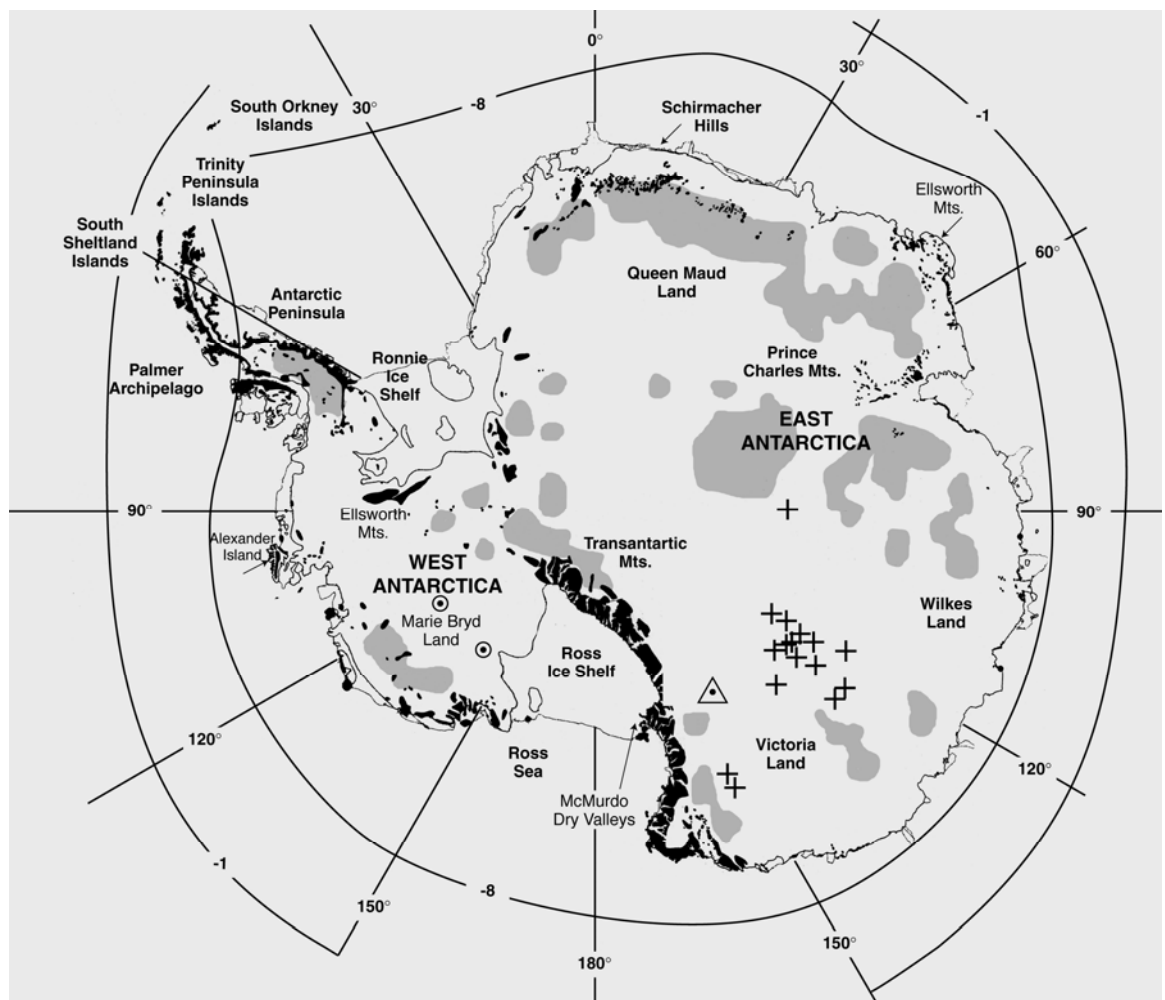 0°
30°
-8
30°
-1
South Orkney
Islands
Schirmacher
Hills
Trinity
Peninsula
Islands
Ellsworth
Mts.
South
Sheltland
Islands
60°
Queen Maud
Land
Antarctic
Peninsula
Prince
Charles Mts.
Ronnie
Ice
Shelf
Palmer
Archipelago
EAST
ANTARCTICA
90°
Ellsworth
Mts.
90°
Alexander
Island
Transantartic
Mts.
WEST
ANTARCTICA
Marie Bryd
Land
Wilkes
Land
Ross
Ice Shelf
120°
Ross
Sea
Victoria
Land
120°
McMurdo
Dry Valleys
-1
-8
150°
150°
180°